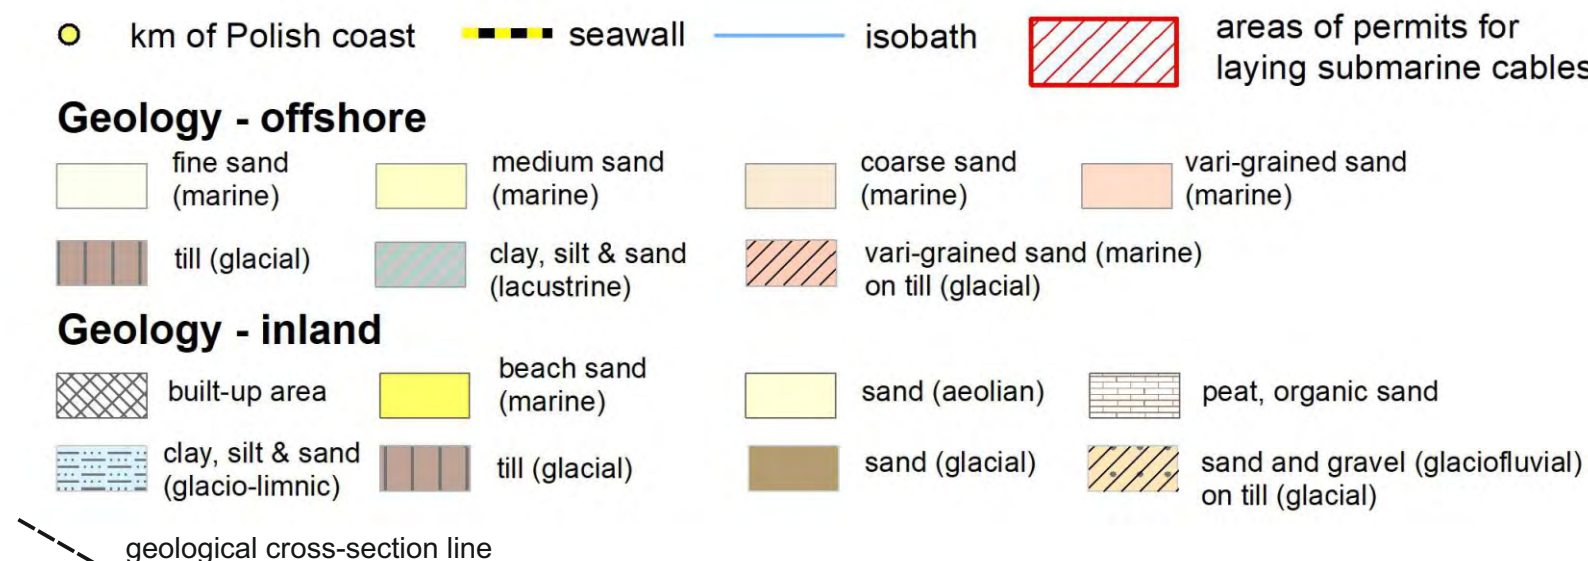 km of Polish coast
seawall
isobath
areas of permits for
laying submarine cables
Geology - offshore
fine sand
(marine)
medium sand
(marine)
coarse sand
(marine)
vari-grained sand
(marine)
till (glacial)
clay, silt & sand
(lacustrine)
vari-grained sand (marine)
on till (glacial)
Geology - inland
built-up area
beach sand
(marine)
sand (aeolian)
peat, organic sand
clay, silt & sand
(glacio-limnic)
till (glacial)
sand (glacial)
sand and gravel (glaciofluvial)
on till (glacial)
geological cross-section line